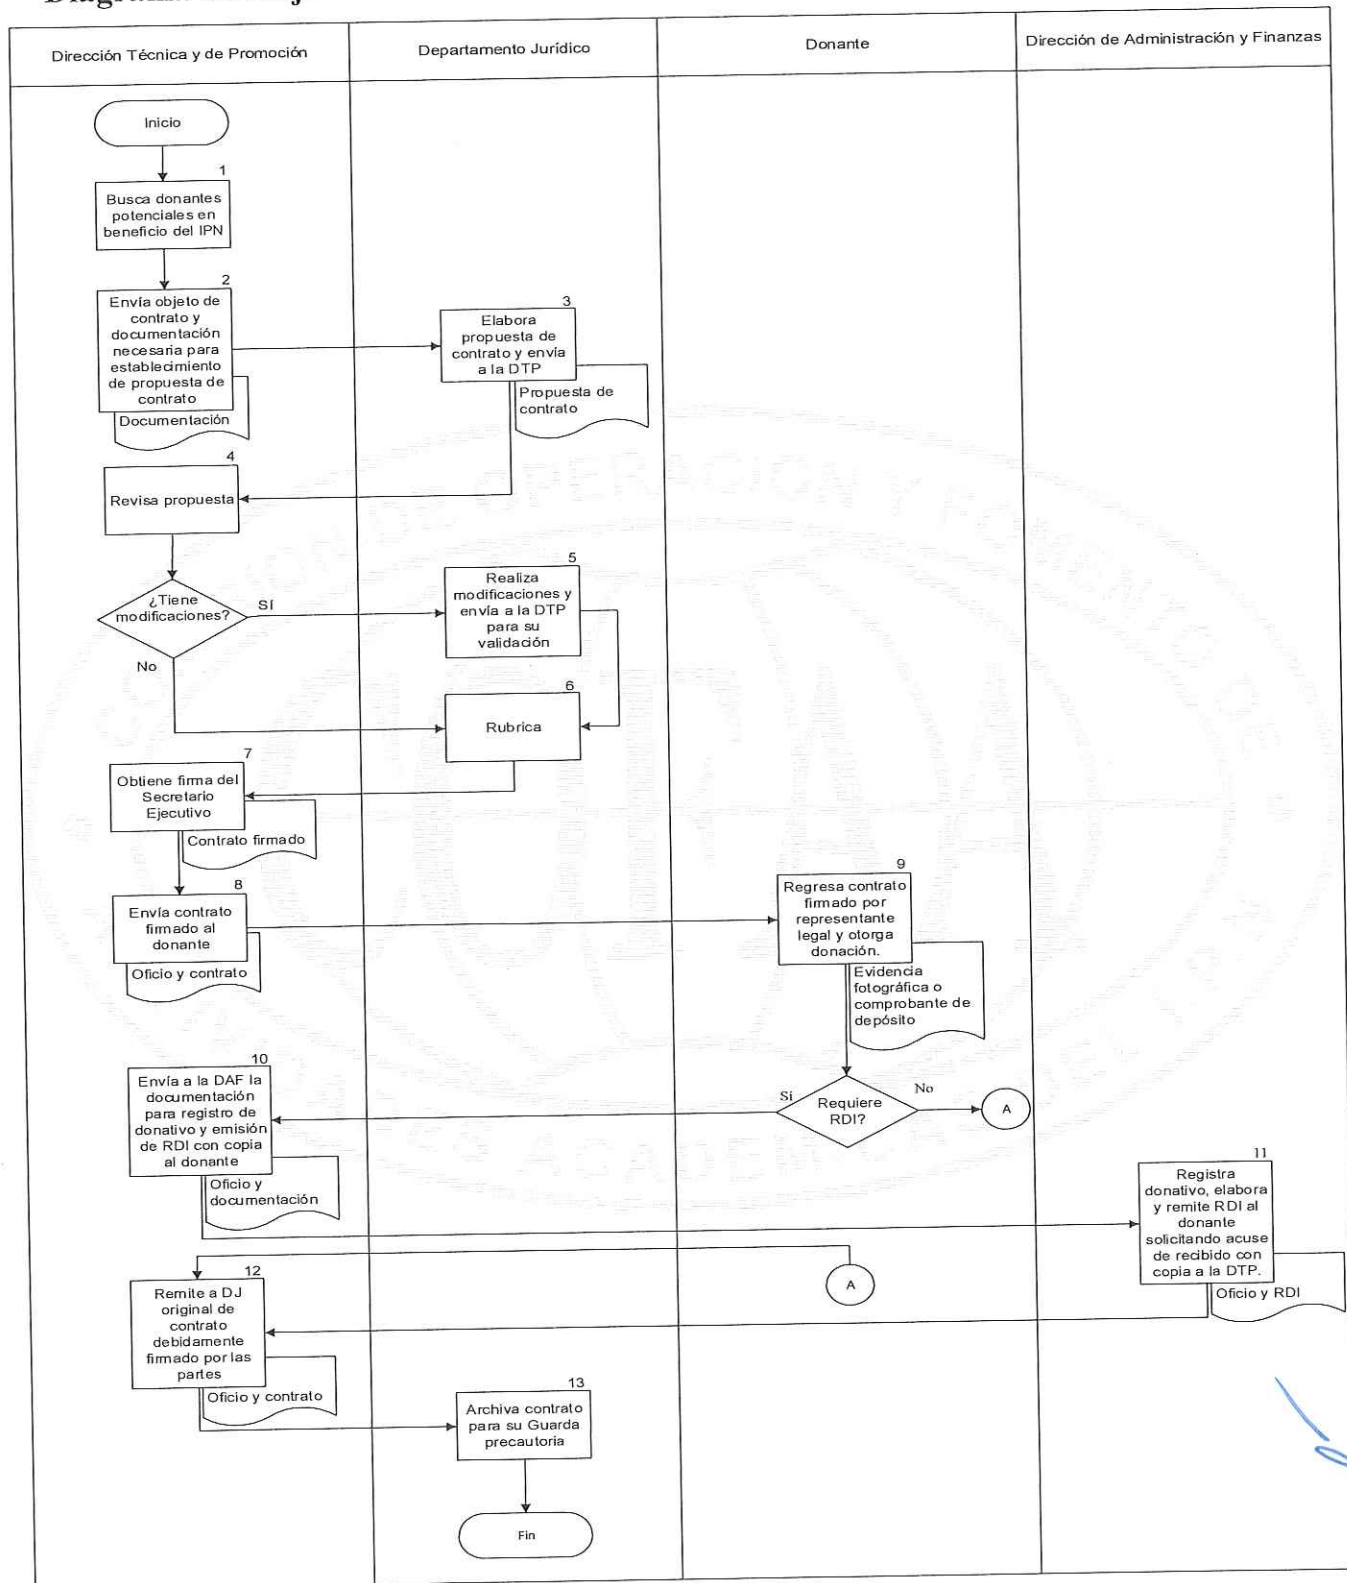 Dirección Técnica y de Promoción
Departamento Jurídico
Donante
Dirección de Administración y Finanzas
Inicio
1
Busca donantes
potenciales en
beneficio del IPN
2
Envía objeto de
contrato y
documentación
necesaria para
establecimiento
de propuesta de
contrato
Documentación
3
Elabora
propuesta de
contrato y envía
a la DTP
Propuesta de
contrato
4
Revisa propuesta
¿Tiene
modificaciones?
SÍ
No
5
Realiza
modificaciones y
envía a la DTP
para su
validación
6
Rubrica
7
Obtiene firma del
Secretario
Ejecutivo
Contrato firmado
8
Envía contrato
firmado al
donante
Oficio y contrato
9
Regresa contrato
firmado por
representante
legal y otorga
donación.
Evidencia
fotográfica o
comprobante de
depósito
Requiere
RDI?
Sí
No
A
10
Envía a la DAF la
documentación
para registro de
donativo y emisión
de RDI con copia
al donante
Oficio y
documentación
11
Registra
donativo, elabora
y remite RDI al
donante
solicitando acuse
de recibido con
copia a la DTP.
Oficio y RDI
A
12
Remite a DJ
original de
contrato
debidamente
firmado por las
partes
Oficio y contrato
13
Archiva contrato
para su Guarda
precautoria
Fin